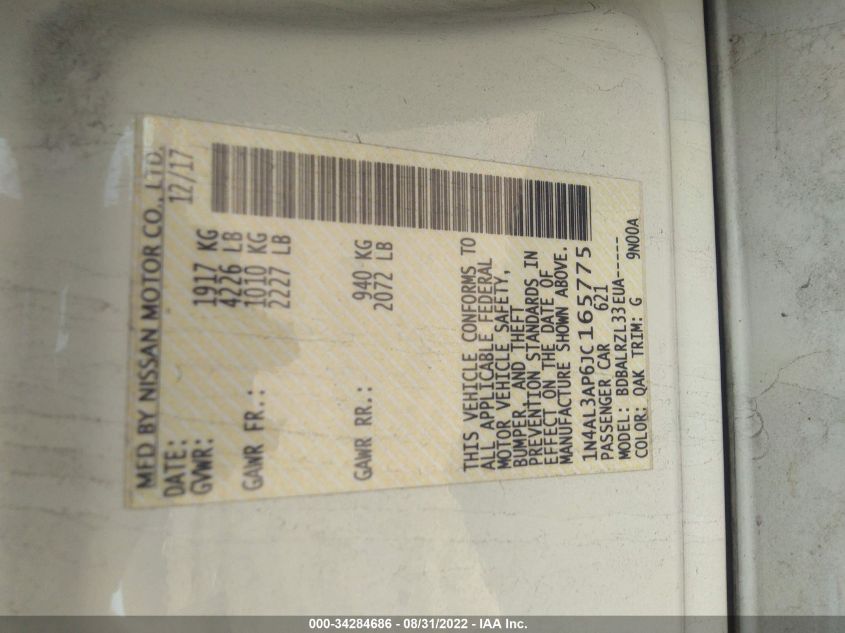 MFD BY NISSAN MOTOR CO., LTD.
DATE: 12/17
GVWR: 1917 KG
4226 LB
GAWR FR.: 1010 KG
2227 LB
GAWR RR.: 940 KG
2072 LB
THIS VEHICLE CONFORMS TO
ALL APPLICABLE FEDERAL
MOTOR VEHICLE SAFETY,
BUMPER, AND THEFT
PREVENTION STANDARDS IN
EFFECT ON THE DATE OF
MANUFACTURE SHOWN ABOVE.
1N4AL3AP6JC165775
PASSENGER CAR 621
MODEL: BDBALRZL33EUA------
COLOR: QAK TRIM: G 9N00A
000-34284686 - 08/31/2022 - IAA Inc.